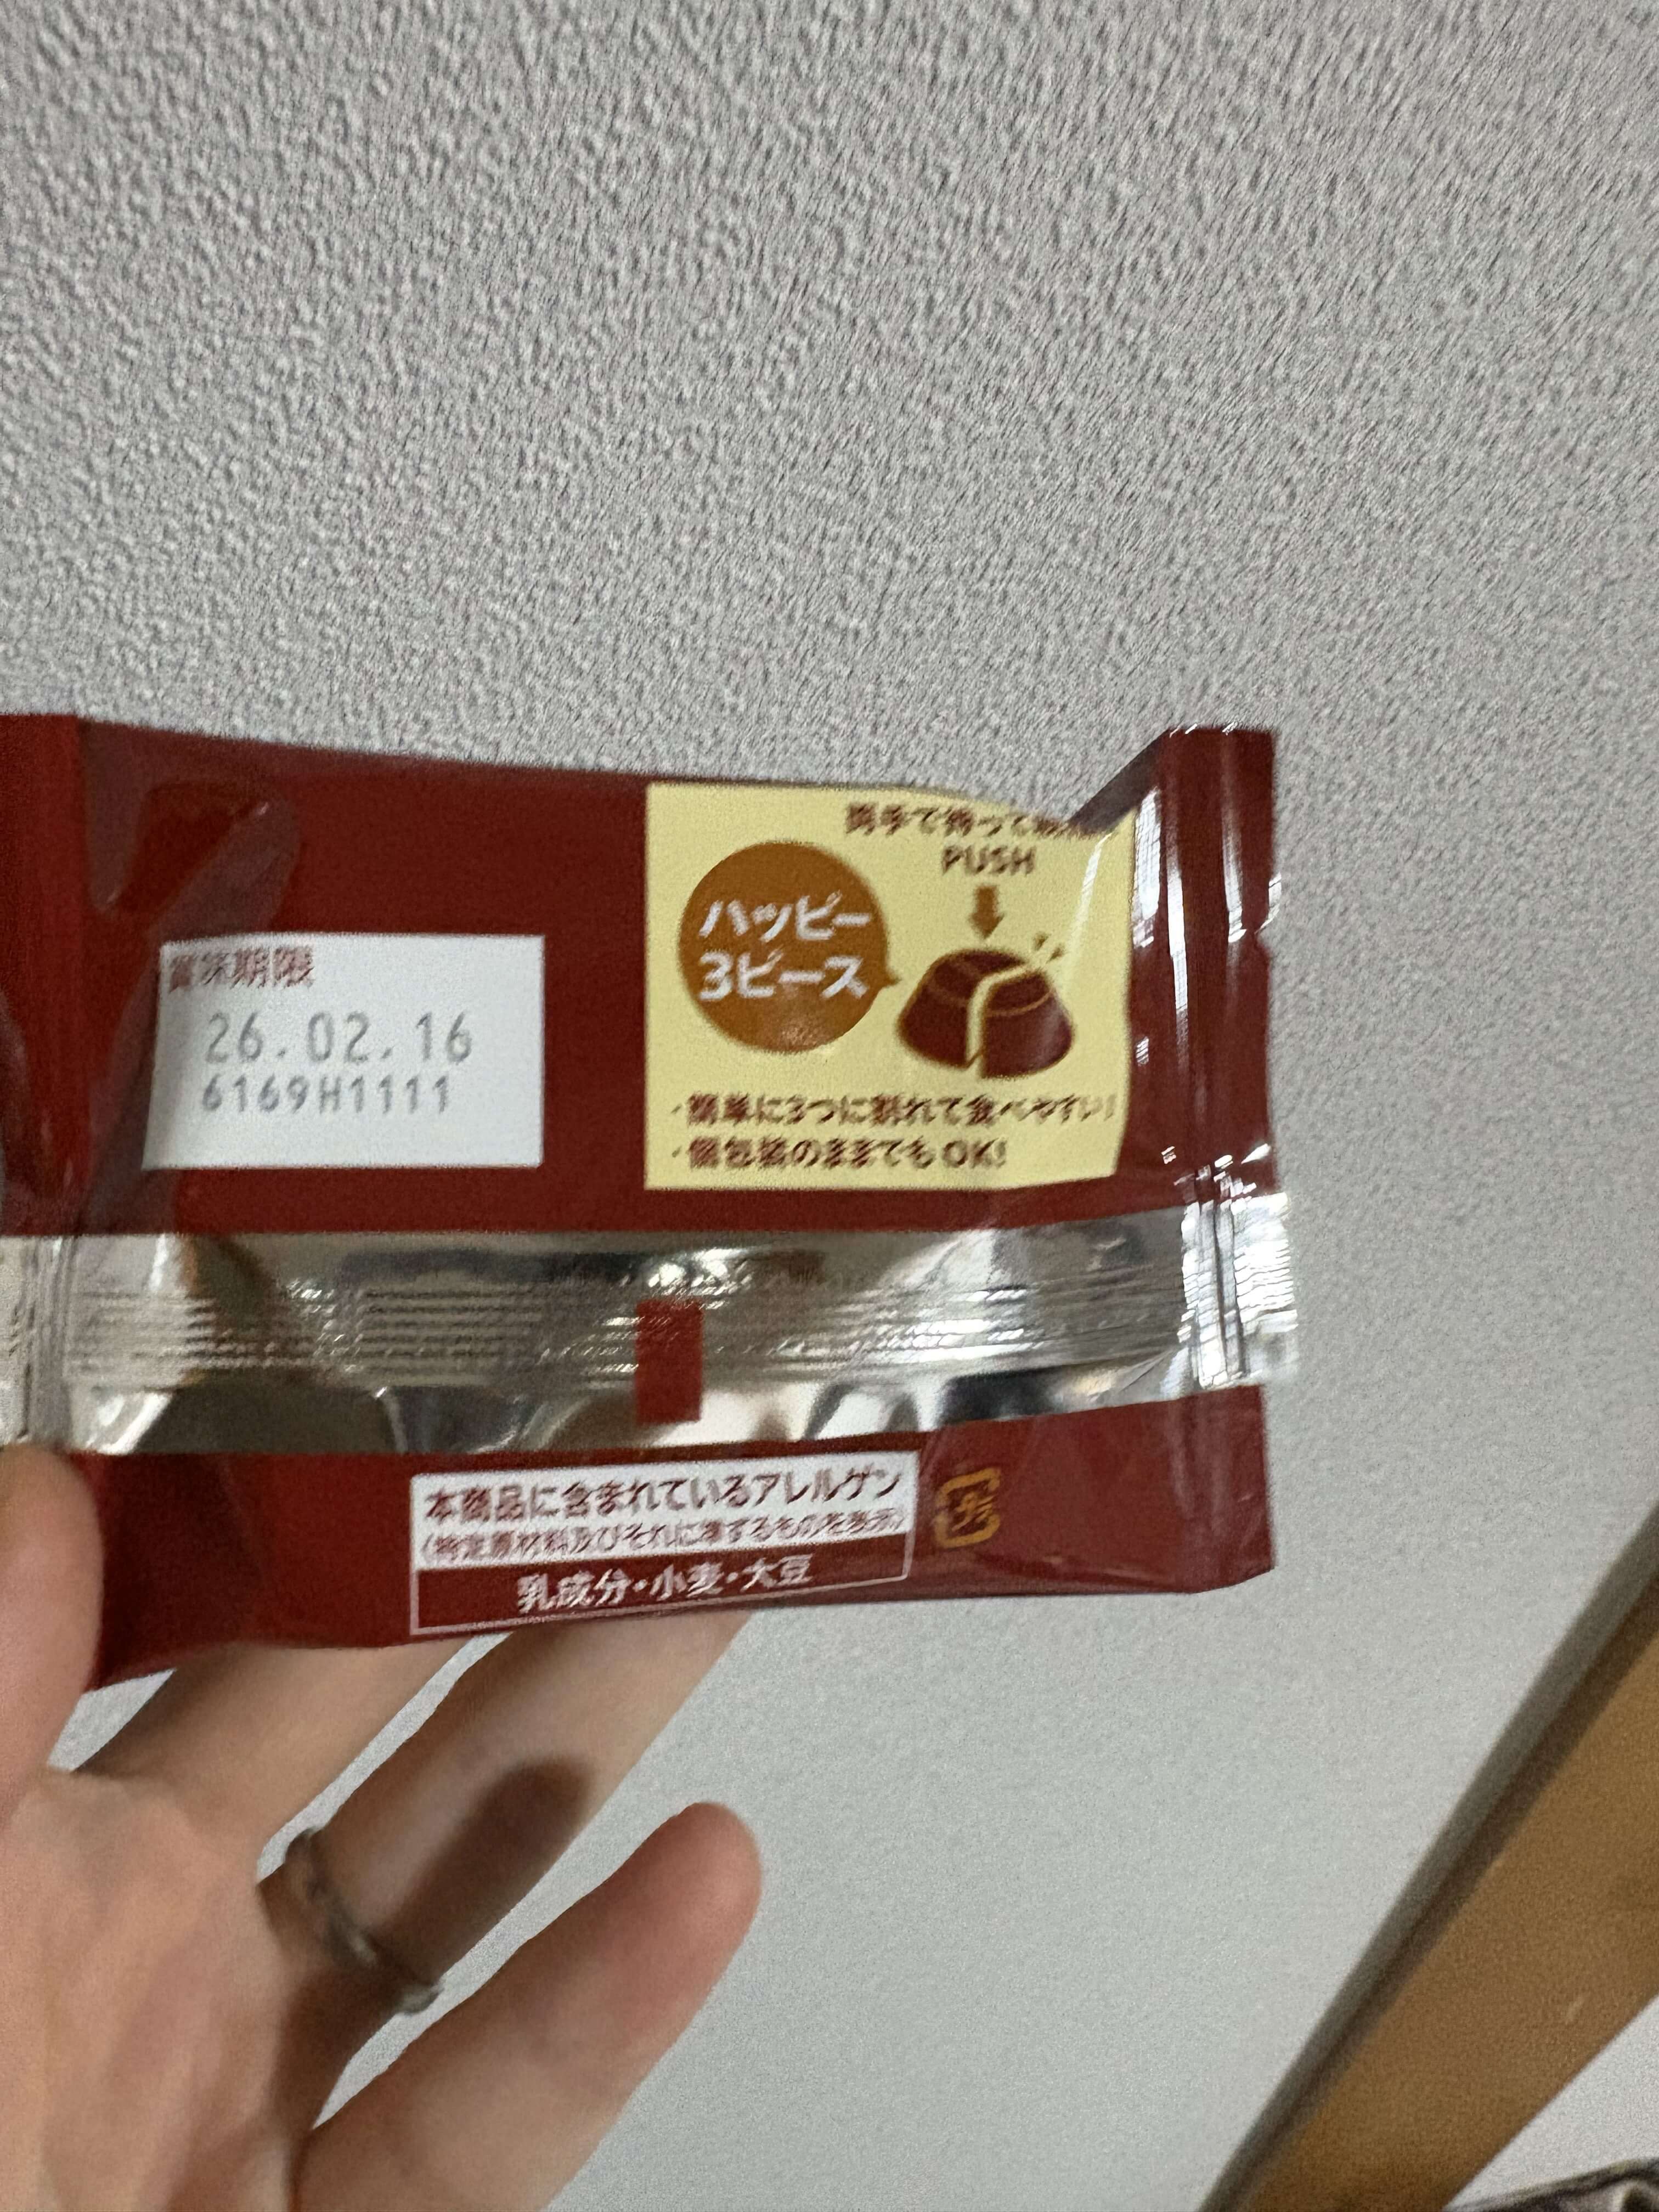 賞味期限
26.02.16
6169H1111
両手で持って
PUSH
ハッピー
3ピース
・簡単に3つに割れて食べやすい!
・個包装のままでもOK!
本商品に含まれているアレルゲン
(特定原材料及びそれに準ずるものを表示)
乳成分・小麦・大豆
プラ